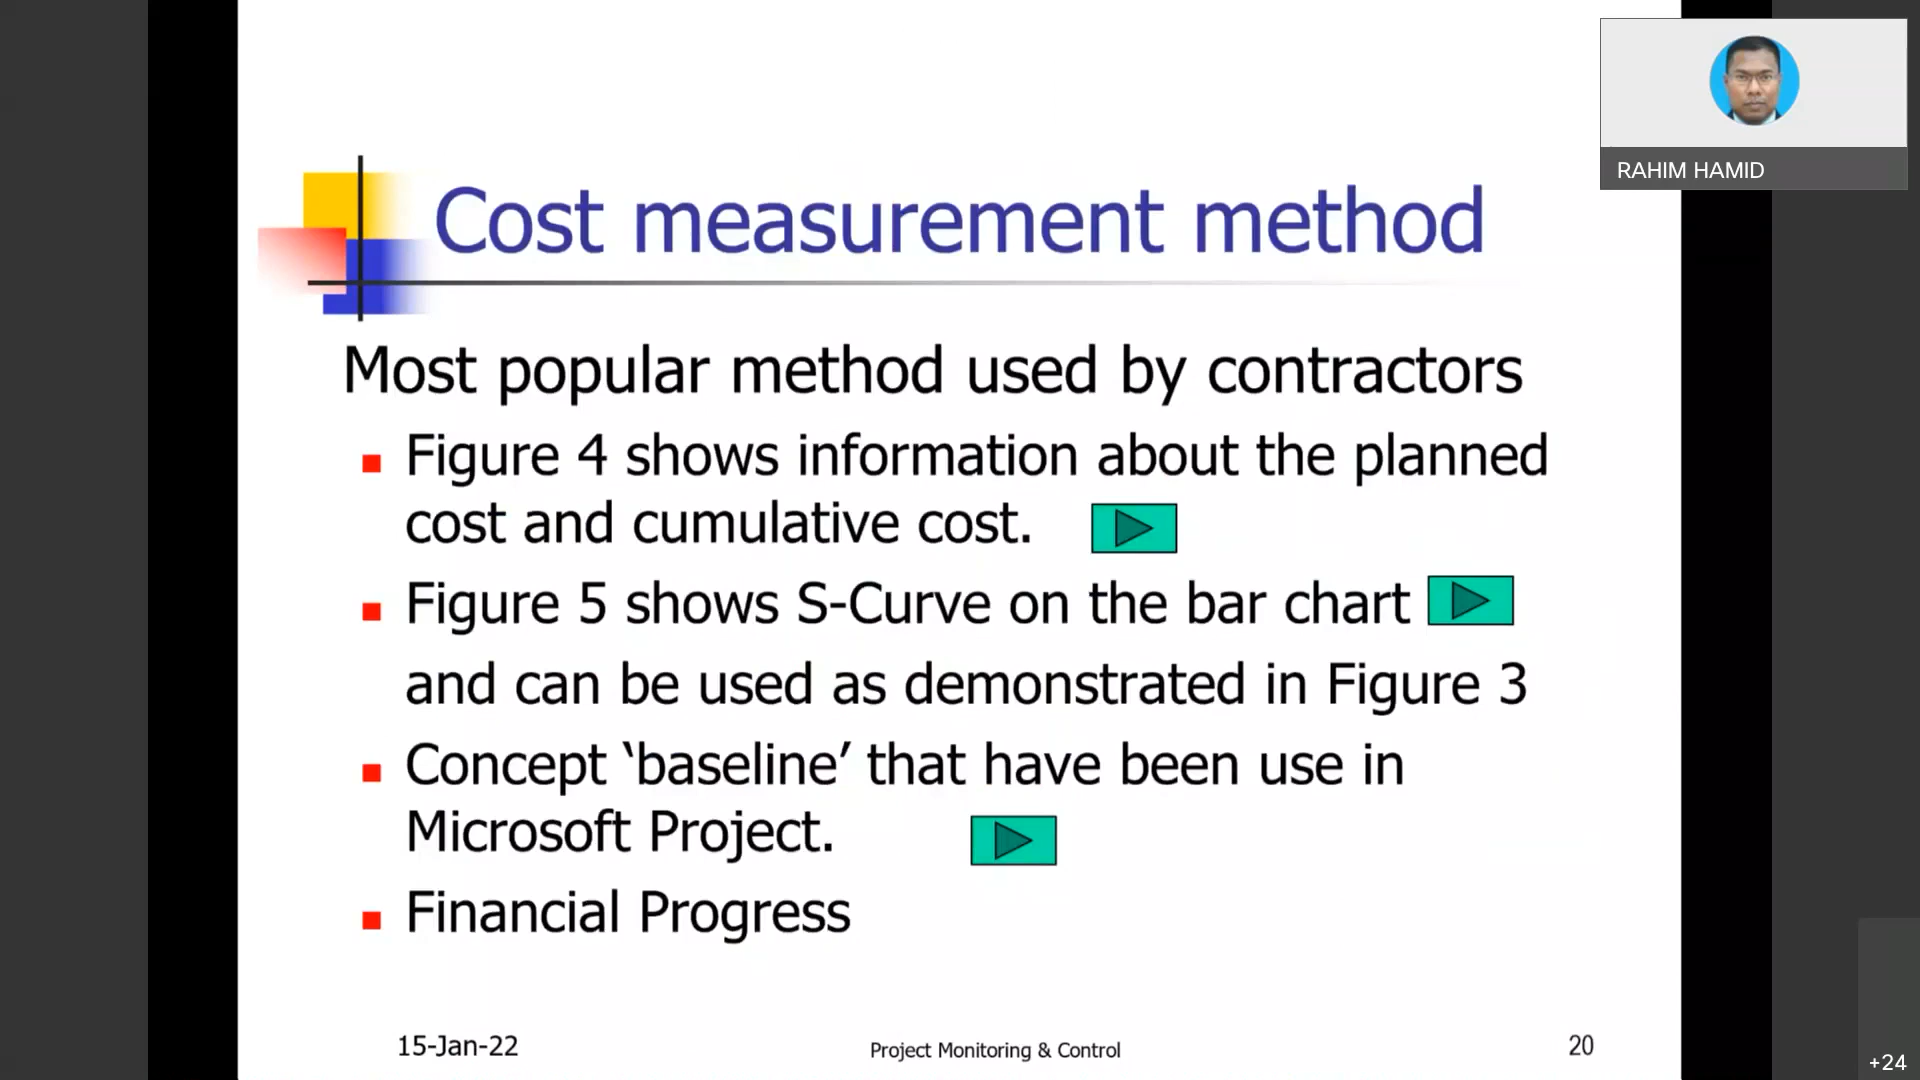 RAHIM HAMID
Cost measurement method
Most popular method used by contractors
Figure 4 shows information about the planned
cost and cumulative cost.
Figure 5 shows S-Curve on the bar chart
and can be used as demonstrated in Figure 3
Concept ‘baseline’ that have been use in
Microsoft Project.
Financial Progress
15-Jan-22
Project Monitoring & Control
20
+24